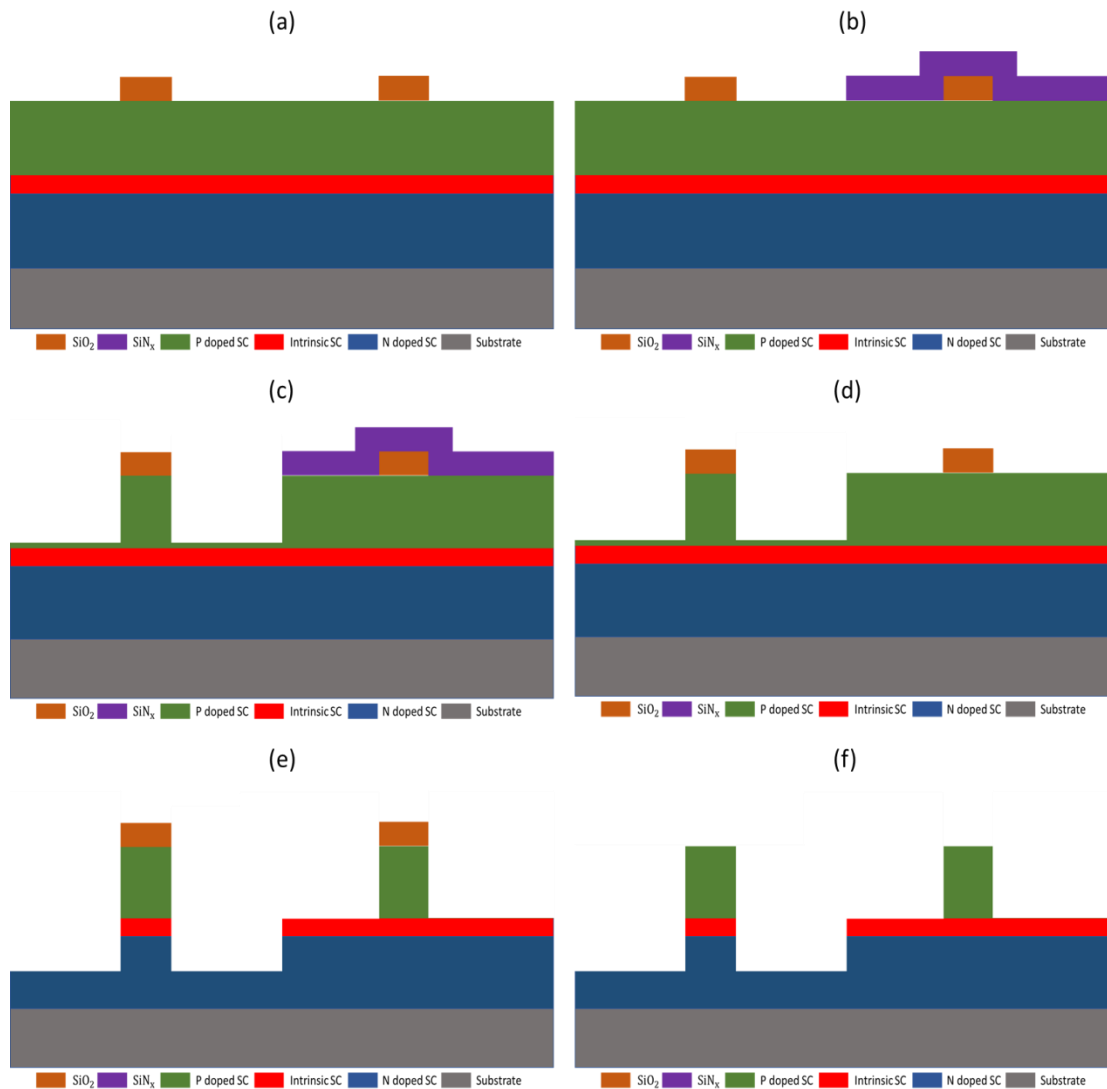 (a) (b)
SiO₂ SiNₓ P doped SC Intrinsic SC N doped SC Substrate SiO₂ SiNₓ P doped SC Intrinsic SC N doped SC Substrate
(c) (d)
SiO₂ SiNₓ P doped SC Intrinsic SC N doped SC Substrate SiO₂ SiNₓ P doped SC Intrinsic SC N doped SC Substrate
(e) (f)
SiO₂ SiNₓ P doped SC Intrinsic SC N doped SC Substrate SiO₂ SiNₓ P doped SC Intrinsic SC N doped SC Substrate